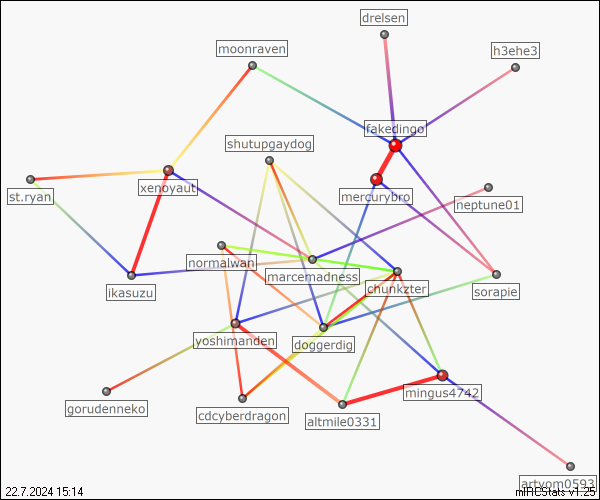 drelsen
moonraven
h3ehe3
fakedingo
shutupgaydog
st.ryan
xenoyaut
mercurybro
neptune01
normalwan
marcemadness
chunkzter
sorapie
ikasuzu
yoshimanden
doggerdig
mingus4742
gorudenneko
cdcyberdragon
altmile0331
artyom0593
22.7.2024 15:14
mIRCStats v1.25